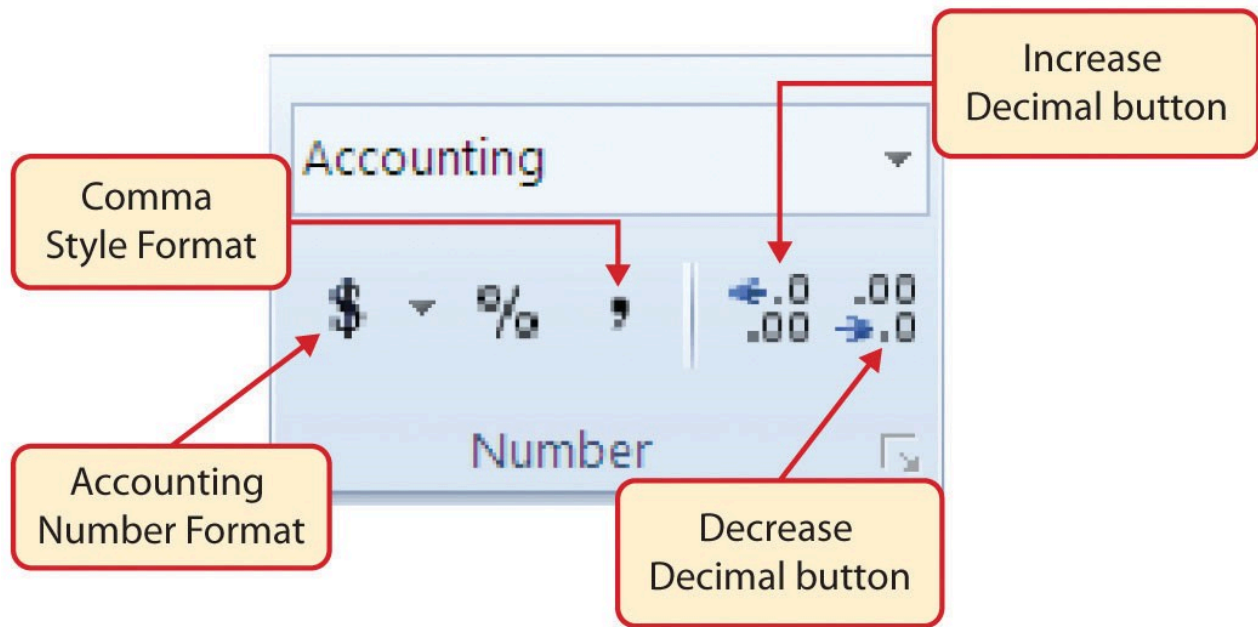 Increase
Decimal button
Accounting
Comma
Style Format
$ % , .0 .00
.00 .0
Number
Accounting
Number Format
Decrease
Decimal button